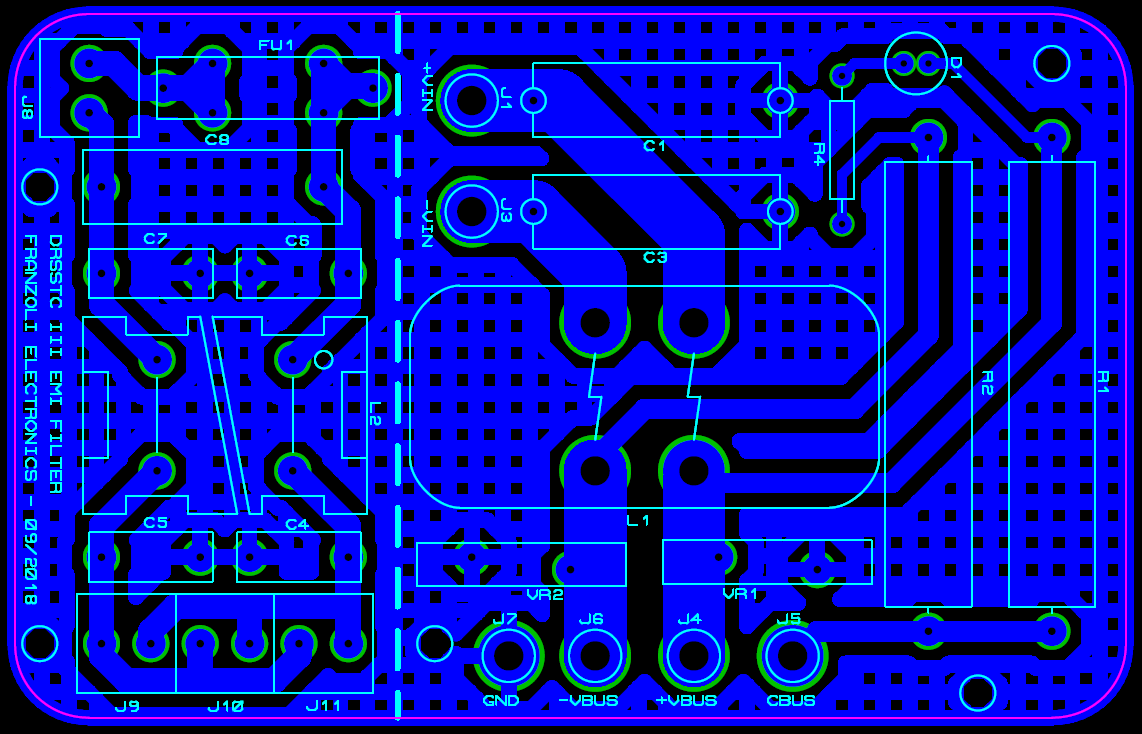 FU1
D1
J8
+VIN
J1
C8
C1
R4
-VIN
J3
C7
C6
C3
DRSSTC III EMI FILTER
FRANZOLI ELECTRONICS - 09/2018
L2
R2
R1
C5
C4
L1
VR2
VR1
J7
J6
J4
J5
GND
-VBUS
+VBUS
CBUS
J9
J10
J11